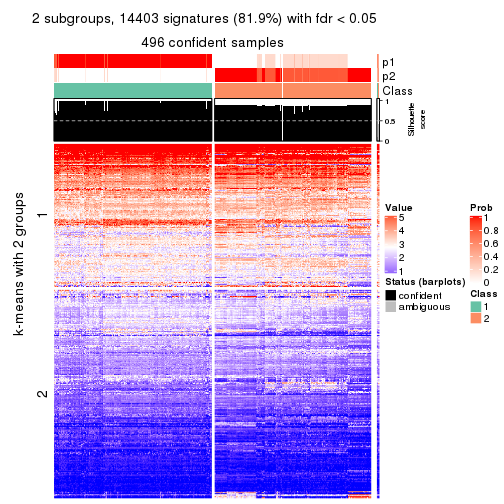 2 subgroups, 14403 signatures (81.9%) with fdr < 0.05
496 confident samples
p1
p2
Class
1
0.5
0
Silhouette
score
k-means with 2 groups
1
2
Value
5
4
3
2
1
Status (barplots)
confident
ambiguous
Prob
1
0.8
0.6
0.4
0.2
0
Class
1
2